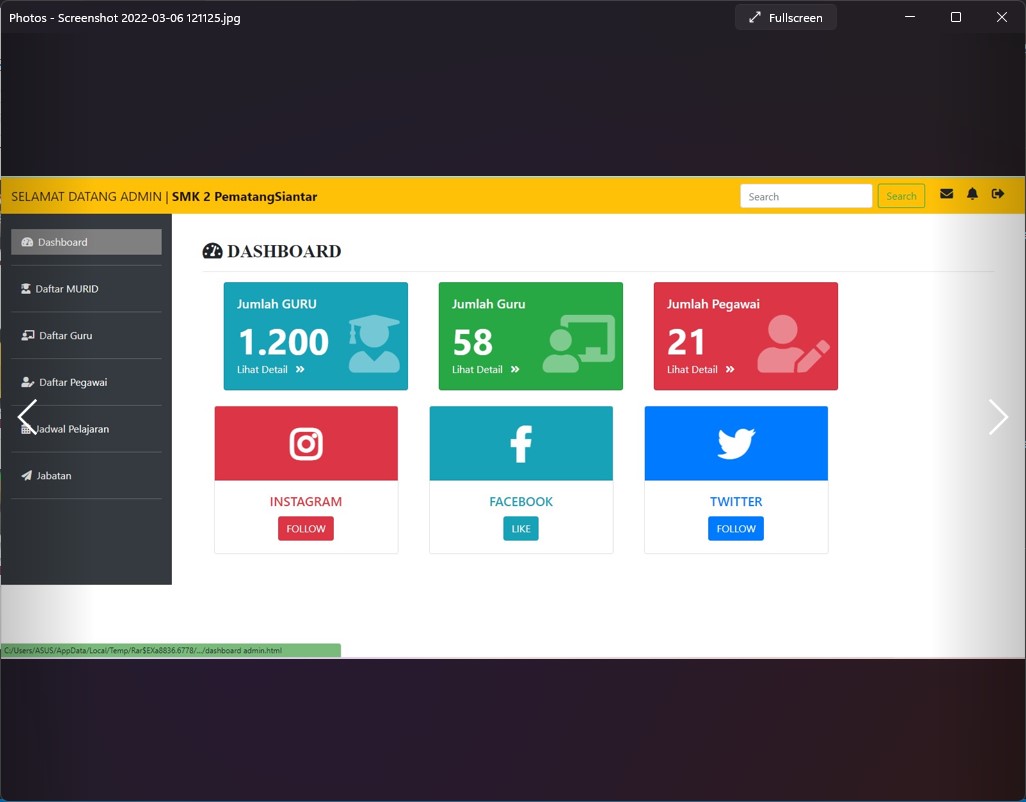 Photos - Screenshot 2022-03-06 121125.jpg
Fullscreen
SELAMAT DATANG ADMIN | SMK 2 PematangSiantar
Search
Search
Dashboard
Daftar MURID
Daftar Guru
Daftar Pegawai
Jadwal Pelajaran
Jabatan
DASHBOARD
Jumlah GURU
1.200
Lihat Detail
Jumlah Guru
58
Lihat Detail
Jumlah Pegawai
21
Lihat Detail
INSTAGRAM
FOLLOW
FACEBOOK
LIKE
TWITTER
FOLLOW
C:/Users/ASUS/AppData/Local/Temp/Rar$EXa8836.6778/.../dashboard admin.html